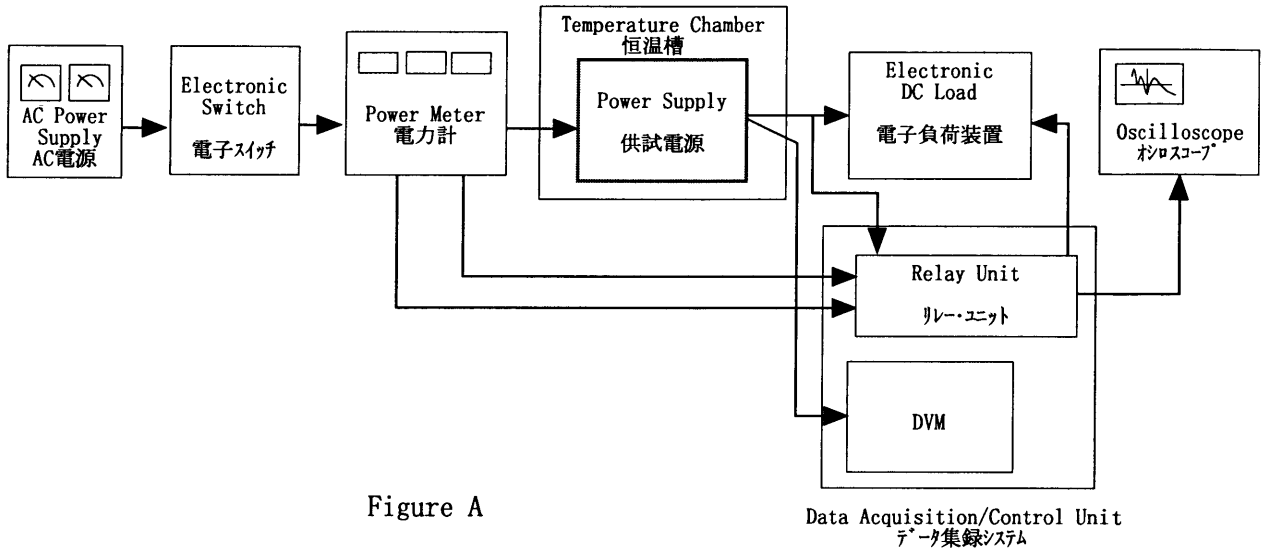 AC Power
Supply
AC電源
Electronic
Switch
電子スイッチ
Power Meter
電力計
Temperature Chamber
恒温槽
Power Supply
供試電源
Electronic
DC Load
電子負荷装置
Oscilloscope
オシロスコープ
Relay Unit
リレー・ユニット
DVM
Figure A
Data Acquisition/Control Unit
データ集録システム